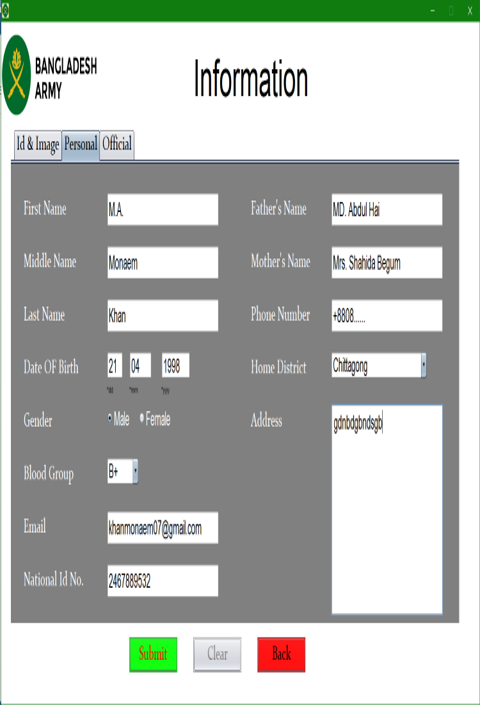 BANGLADESH
ARMY
Information
Id & Image Personal Official
First Name M.A.
Father's Name MD. Abdul Hai
Middle Name Monaem
Mother's Name Mrs. Shahida Begum
Last Name Khan
Phone Number +8808......
Date OF Birth 21 04 1998
*dd *mm *yyyy
Home District Chittagong
Gender Male Female
Address gdnbdgbndsgb
Blood Group B+
Email khanmonaem07@gmail.com
National Id No. 2467889532
Submit Clear Back